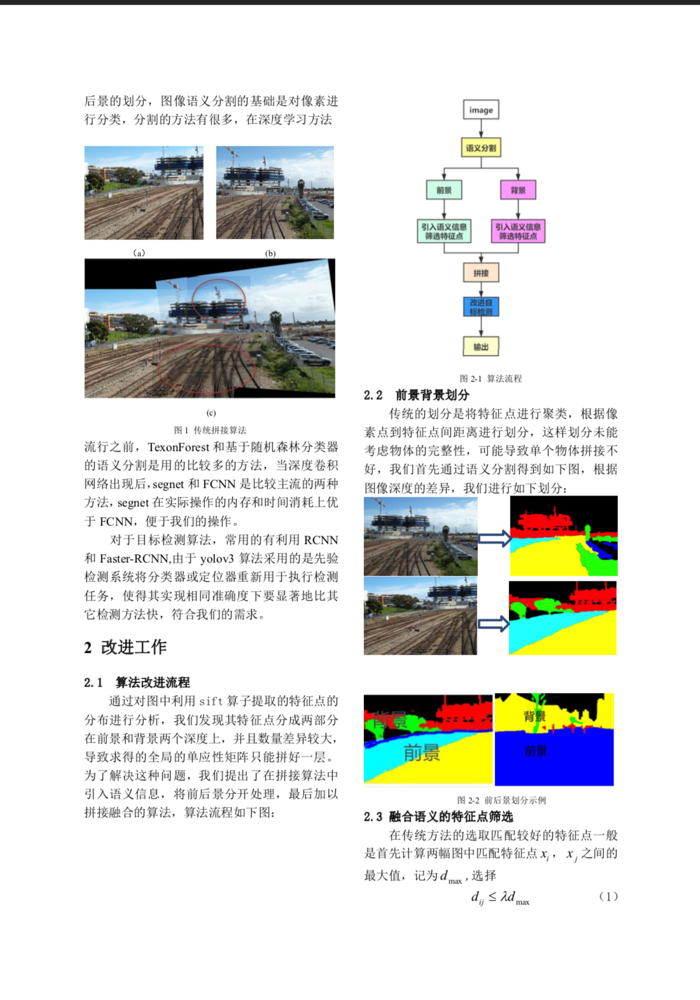 后景的划分，图像语义分割的基础是对像素进
行分类，分割的方法有很多，在深度学习方法
（a）
(b)
(c)
图 1 传统拼接算法
流行之前，TexonForest 和基于随机森林分类器
的语义分割是用的比较多的方法，当深度卷积
网络出现后，segnet 和 FCNN 是比较主流的两种
方法，segnet 在实际操作的内存和时间消耗上优
于 FCNN，便于我们的操作。
对于目标检测算法，常用的有利用 RCNN
和 Faster-RCNN,由于 yolov3 算法采用的是先验
检测系统将分类器或定位器重新用于执行检测
任务，使得其实现相同准确度下要显著地比其
它检测方法快，符合我们的需求。
2 改进工作
2.1 算法改进流程
通过对图中利用 sift 算子提取的特征点的
分布进行分析，我们发现其特征点分成两部分
在前景和背景两个深度上，并且数量差异较大，
导致求得的全局的单应性矩阵只能拼好一层。
为了解决这种问题，我们提出了在拼接算法中
引入语义信息，将前后景分开处理，最后加以
拼接融合的算法，算法流程如下图：
image
语义分割
前景
背景
引入语义信息
筛选特征点
引入语义信息
筛选特征点
拼接
改进目
标检测
输出
图 2-1 算法流程
2.2 前景背景划分
传统的划分是将特征点进行聚类，根据像
素点到特征点间距离进行划分，这样划分未能
考虑物体的完整性，可能导致单个物体拼接不
好，我们首先通过语义分割得到如下图，根据
图像深度的差异，我们进行如下划分：
背景
前景
背景
前景
图 2-2 前后景划分示例
2.3 融合语义的特征点筛选
在传统方法的选取匹配较好的特征点一般
是首先计算两幅图中匹配特征点 x_i ， x_j 之间的
最大值，记为 d_max ,选择
d_ij ≤ λd_max （1）